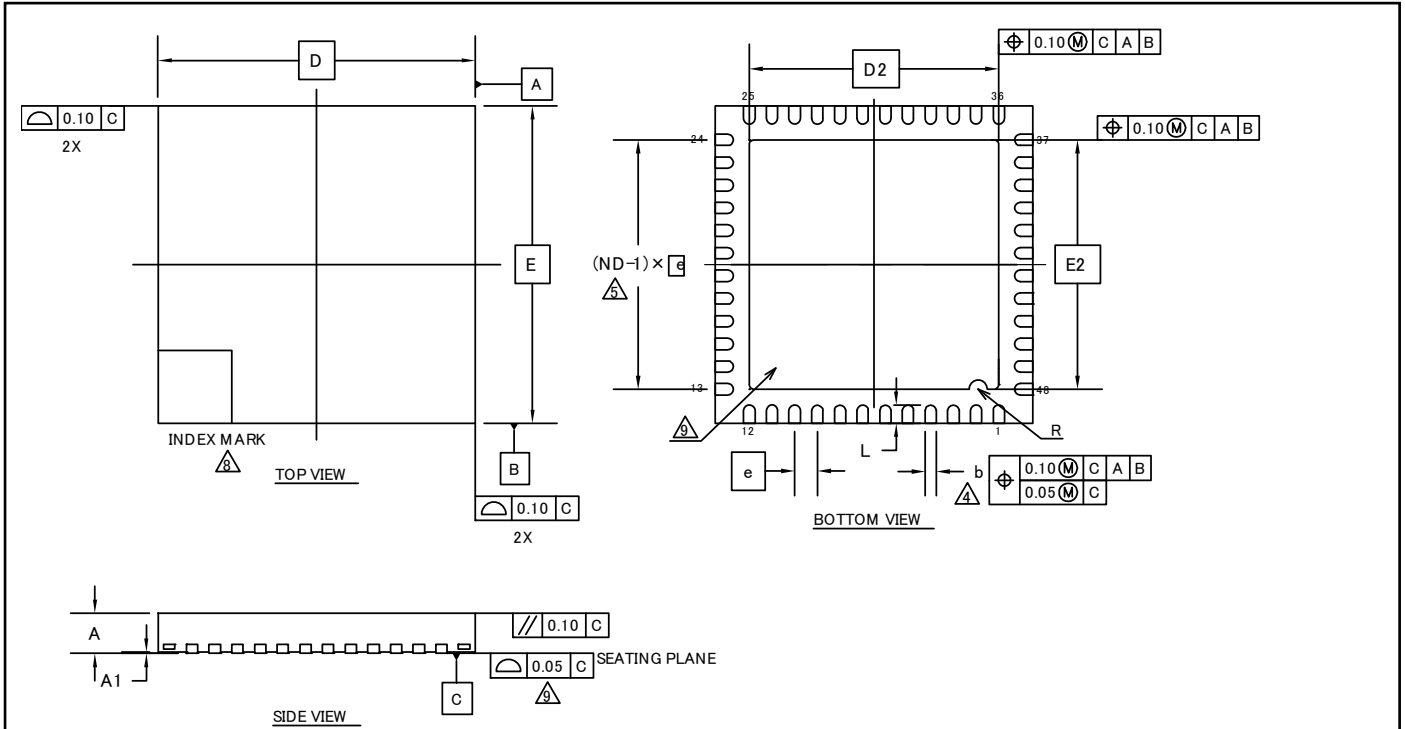 D
A
⌓ 0.10 C
2X
E
INDEX MARK
8
TOP VIEW
B
⌓ 0.10 C
2X
⌖ 0.10 Ⓜ C A B
D2
25
36
⌖ 0.10 Ⓜ C A B
24
37
(ND-1)× e
5
E2
13
48
9
12
1
L
R
e
b
4
⌖ 0.10 Ⓜ C A B
0.05 Ⓜ C
BOTTOM VIEW
A
// 0.10 C
A1
⌓ 0.05 C
SEATING PLANE
9
C
SIDE VIEW